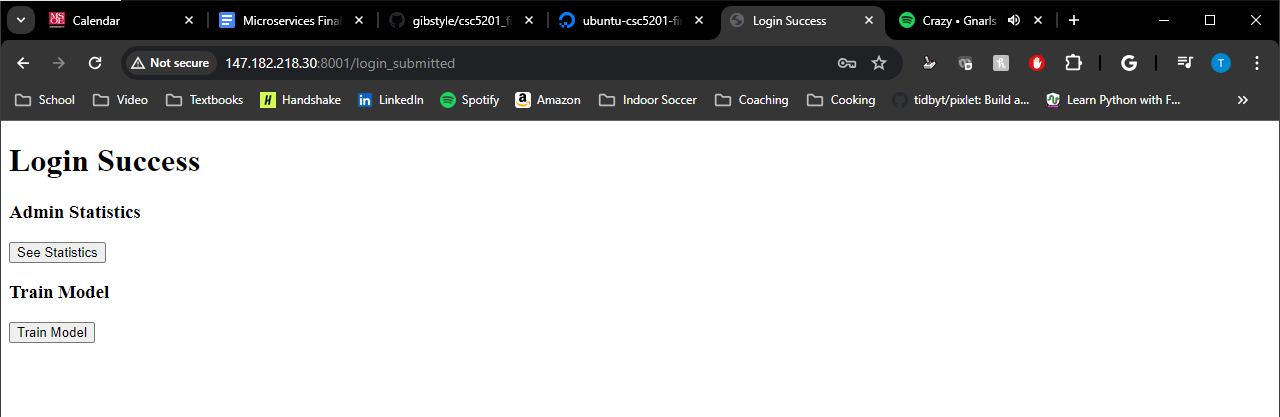 Calendar
Microservices Final
gibstyle/csc5201_fi
ubuntu-csc5201-fin
Login Success
Crazy • Gnarls
Not secure
147.182.218.30:8001/login_submitted
G
T
School
Video
Textbooks
Handshake
LinkedIn
Spotify
Amazon
Indoor Soccer
Coaching
Cooking
tidbyt/pixlet: Build a...
Learn Python with F...
Login Success
Admin Statistics
See Statistics
Train Model
Train Model